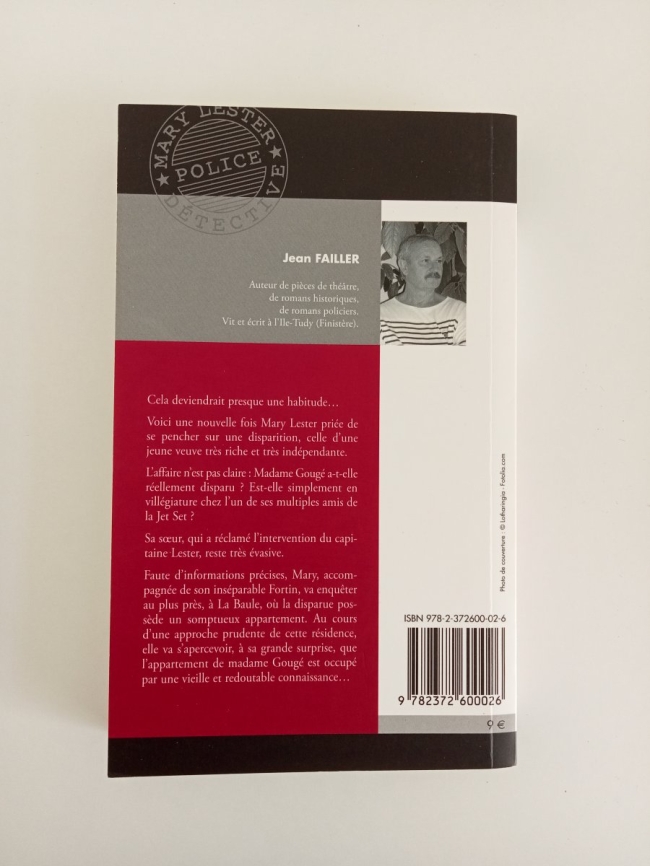 MARY LESTER
POLICE
DÉTECTIVE
Jean FAILLER
Auteur de pièces de théâtre,
de romans historiques,
de romans policiers.
Vit et écrit à l'Ile-Tudy (Finistère).
Cela deviendrait presque une habitude…
Voici une nouvelle fois Mary Lester priée de
se pencher sur une disparition, celle d'une
jeune veuve très riche et très indépendante.
L'affaire n'est pas claire : Madame Gougé a-t-elle
réellement disparu ? Est-elle simplement en
villégiature chez l'un de ses multiples amis de
la Jet Set ?
Sa sœur, qui a réclamé l'intervention du capi-
taine Lester, reste très évasive.
Faute d'informations précises, Mary, accom-
pagnée de son inséparable Fortin, va enquêter
au plus près, à La Baule, où la disparue pos-
sède un somptueux appartement. Au cours
d'une approche prudente de cette résidence,
elle va s'apercevoir, à sa grande surprise, que
l'appartement de madame Gougé est occupé
par une vieille et redoutable connaissance…
Photo de couverture : © Lotharingia - Fotolia.com
ISBN 978-2-372600-02-6
9 782372 600026
9 €